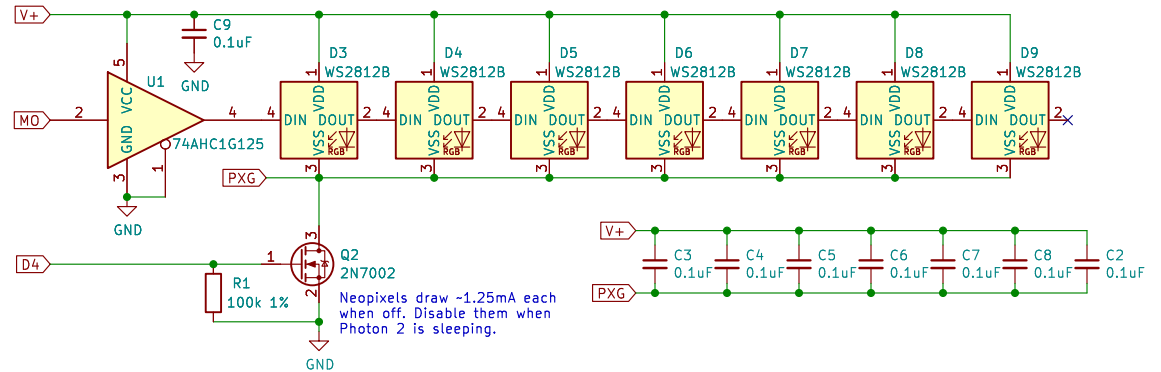 V+
C9
0.1uF
GND
D3
WS2812B
D4
WS2812B
D5
WS2812B
D6
WS2812B
D7
WS2812B
D8
WS2812B
D9
WS2812B
5
U1
VCC
GND
MO
2
4
74AHC1G125
3
1
GND
1
VDD
4
DIN
DOUT
2
VSS
RGB
3
1
VDD
4
DIN
DOUT
2
VSS
RGB
3
1
VDD
4
DIN
DOUT
2
VSS
RGB
3
1
VDD
4
DIN
DOUT
2
VSS
RGB
3
1
VDD
4
DIN
DOUT
2
VSS
RGB
3
1
VDD
4
DIN
DOUT
2
VSS
RGB
3
1
VDD
4
DIN
DOUT
2
VSS
RGB
3
PXG
D4
1
3
2
Q2
2N7002
R1
100k 1%
GND
Neopixels draw ~1.25mA each
when off. Disable them when
Photon 2 is sleeping.
V+
C3
0.1uF
C4
0.1uF
C5
0.1uF
C6
0.1uF
C7
0.1uF
C8
0.1uF
C2
0.1uF
PXG